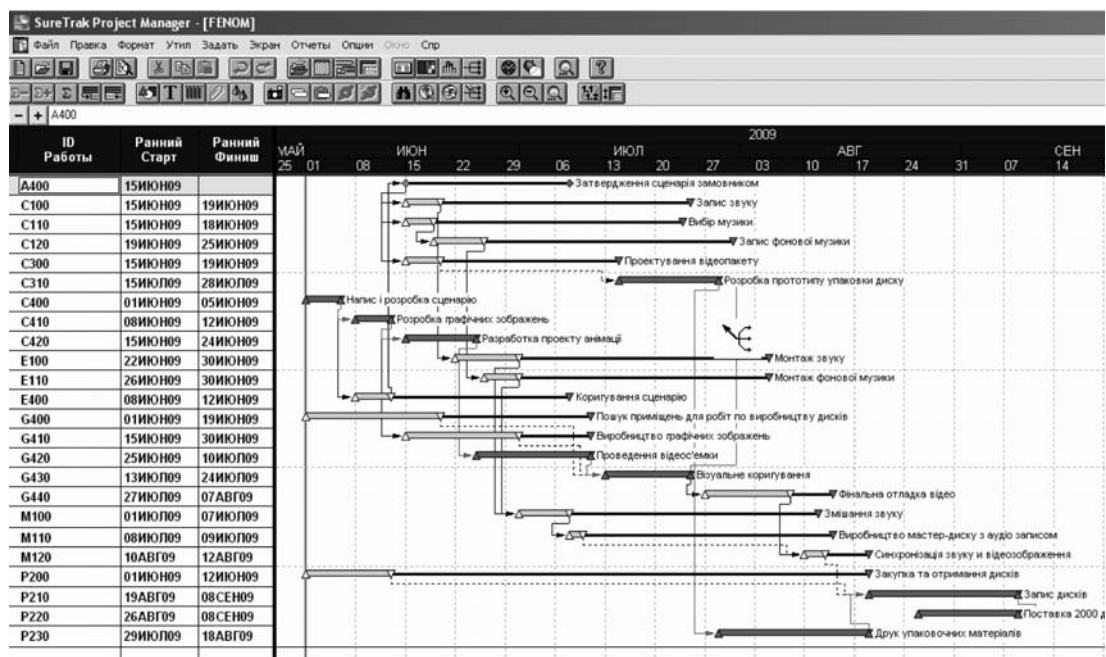 SureTrak Project Manager - [FENOM]
Файл Правка Формат Утил Задать Экран Отчеты Опции Окно Спр
A400
ID Работы Ранний Старт Ранний Финиш
2009
МАЙ ИЮН ИЮЛ АВГ СЕН
25 01 08 15 22 29 06 13 20 27 03 10 17 24 31 07 14
A400 15ИЮН09 Затвердження сценарія замовником
C100 15ИЮН09 19ИЮН09 Запис звуку
C110 15ИЮН09 18ИЮН09 Вибір музики
C120 19ИЮН09 25ИЮН09 Запис фонової музики
C300 15ИЮН09 19ИЮН09 Проектування відеопакету
C310 15ИЮЛ09 28ИЮЛ09 Розробка прототипу упаковки диску
C400 01ИЮН09 05ИЮН09 Напис і розробка сценарію
C410 08ИЮН09 12ИЮН09 Розробка графічних зображень
C420 15ИЮН09 24ИЮН09 Разработка проекту анімації
E100 22ИЮН09 30ИЮН09 Монтаж звуку
E110 26ИЮН09 30ИЮН09 Монтаж фонової музики
E400 08ИЮН09 12ИЮН09 Коригування сценарію
G400 01ИЮН09 19ИЮН09 Пошук приміщень для робіт по виробництву дисків
G410 15ИЮН09 30ИЮН09 Виробництво графічних зображень
G420 25ИЮН09 10ИЮЛ09 Проведення відеос'емки
G430 13ИЮЛ09 24ИЮЛ09 Візуальне коригування
G440 27ИЮЛ09 07АВГ09 Фінальна отладка відео
M100 01ИЮЛ09 07ИЮЛ09 Змішання звуку
M110 08ИЮЛ09 09ИЮЛ09 Виробництво мастер-диску з аудіо записом
M120 10АВГ09 12АВГ09 Синхронізація звуку и відеозображення
P200 01ИЮН09 12ИЮН09 Закупка та отримання дисків
P210 19АВГ09 08СЕН09 Запис дисків
P220 26АВГ09 08СЕН09 Поставка 2000 д
P230 29ИЮЛ09 18АВГ09 Друк упаковочних матеріалів